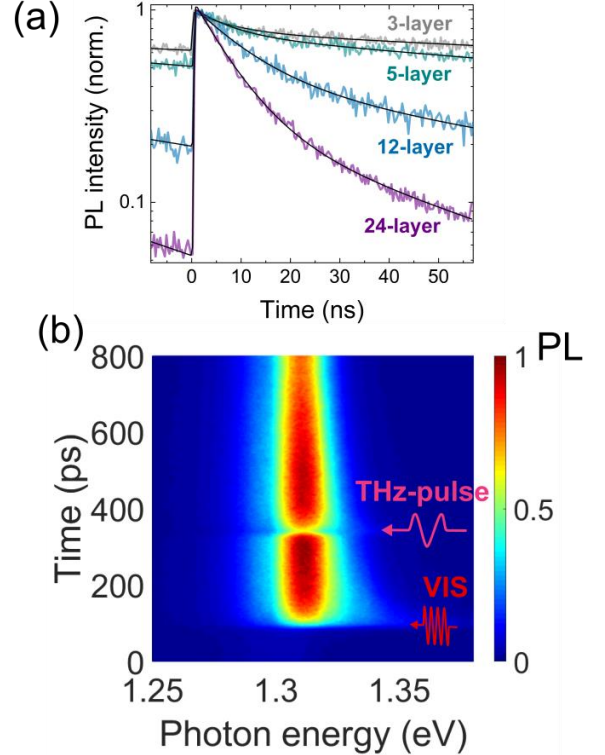 (a)
PL intensity (norm.)
1
0.1
3-layer
5-layer
12-layer
24-layer
0 10 20 30 40 50
Time (ns)
(b)
Time (ps)
800
600
400
200
0
THz-pulse
VIS
1.25 1.3 1.35
Photon energy (eV)
PL
1
0.5
0